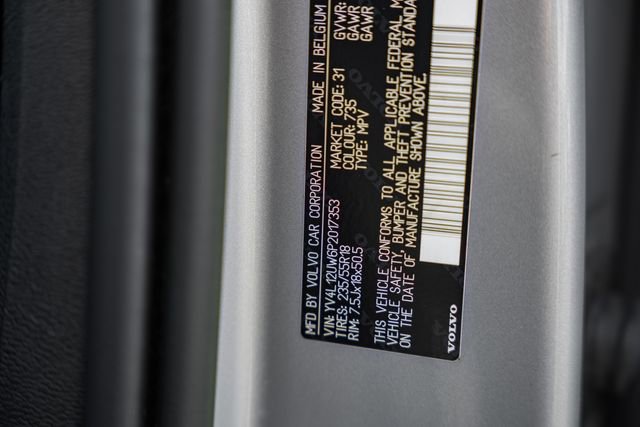 MFD BY VOLVO CAR CORPORATION MADE IN BELGIUM
VIN: YV4L12UW6P2017353 GVWR:
TIRES: 235/55R18 MARKET CODE: 31 GAWR
RIM: 7.5Jx18x50.5 COLOUR: 735 GAWR
TYPE: MPV
THIS VEHICLE CONFORMS TO ALL APPLICABLE FEDERAL M
VEHICLE SAFETY, BUMPER AND THEFT PREVENTION STANDA
ON THE DATE OF MANUFACTURE SHOWN ABOVE.
VOLVO